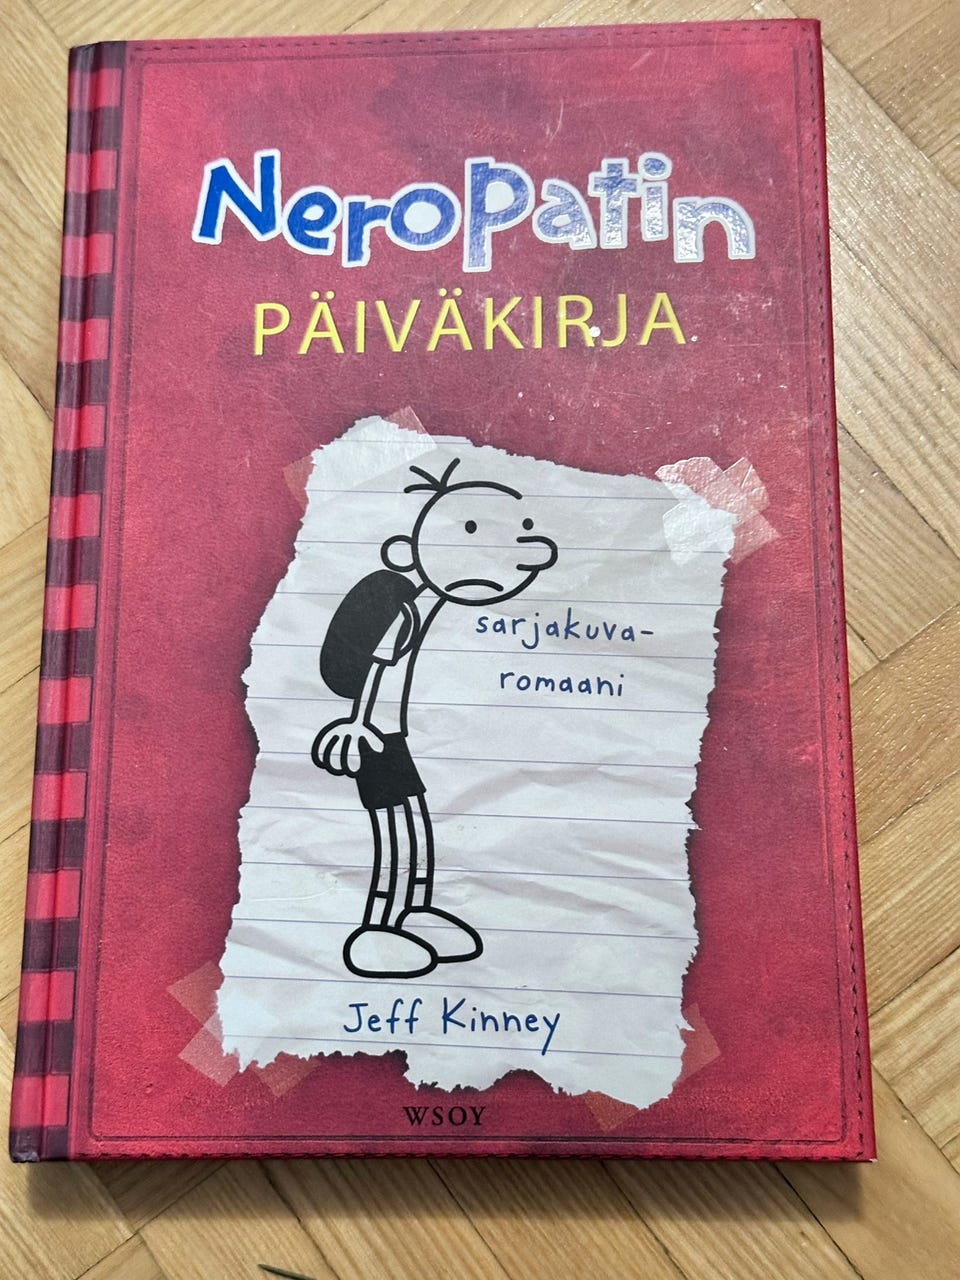 Neropatin
PÄIVÄKIRJA
sarjakuva-
romaani
Jeff Kinney
WSOY